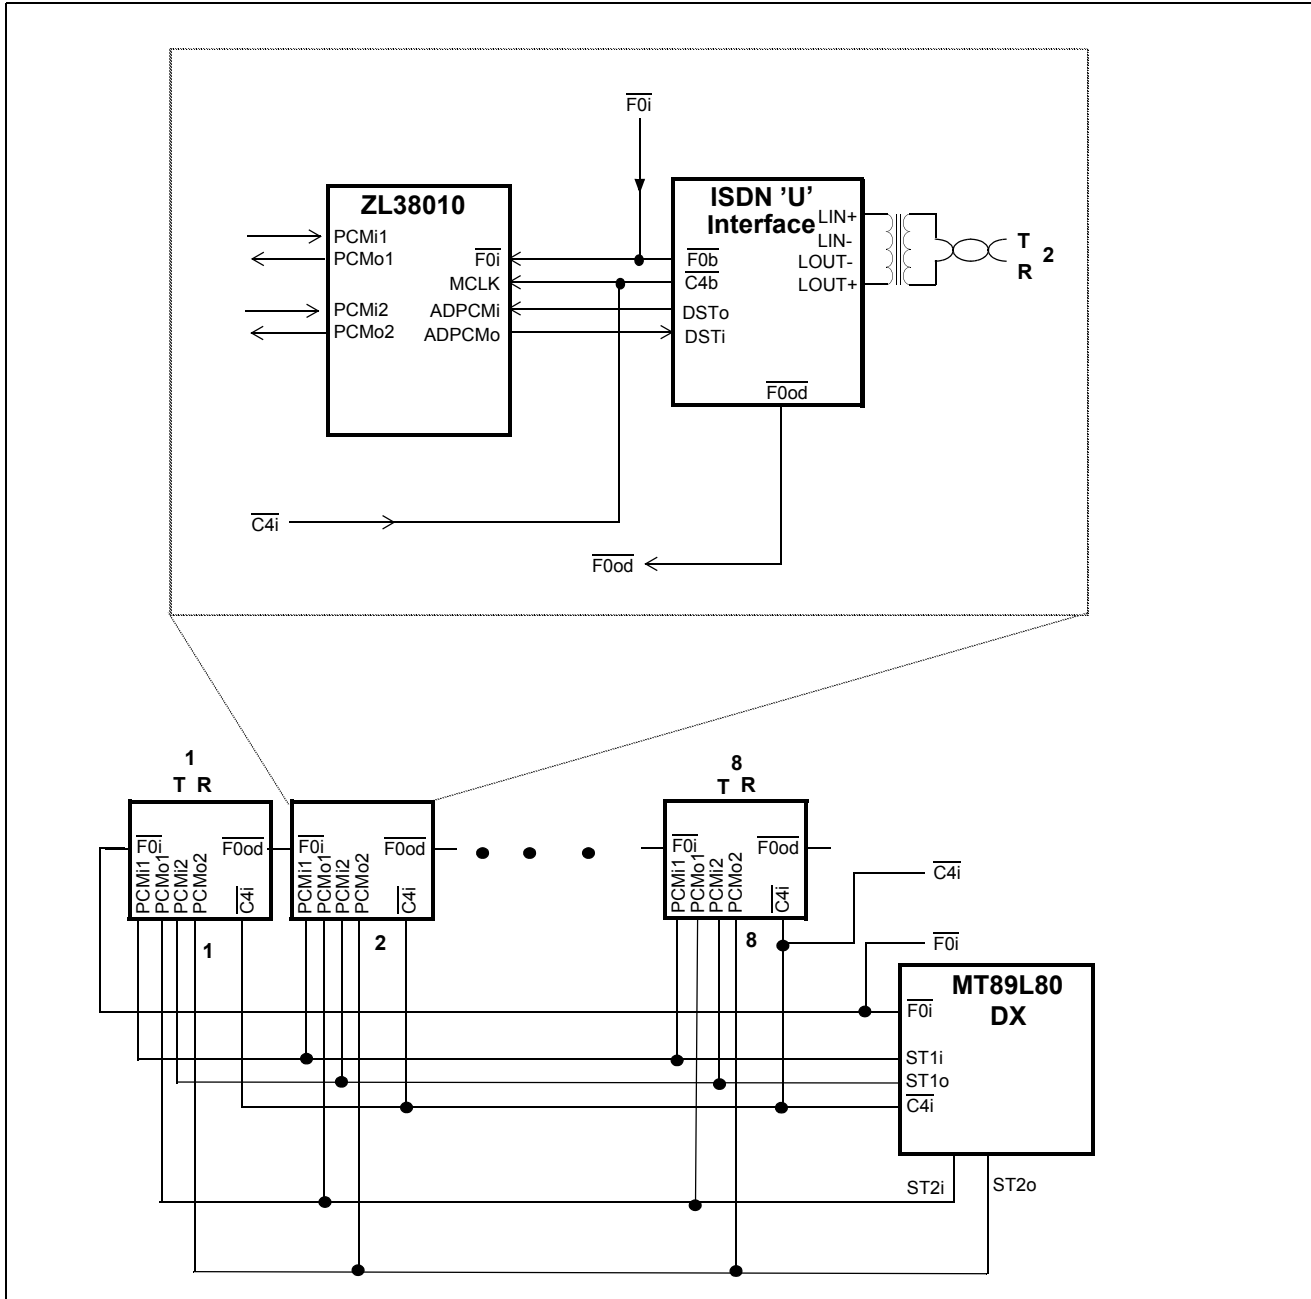 F0i
ZL38010
ISDN 'U'
Interface
LIN+
LIN-
LOUT-
LOUT+
T
R
2
PCMi1
PCMo1
PCMi2
PCMo2
F0i
MCLK
ADPCMi
ADPCMo
F0b
C4b
DSTo
DSTi
F0od
C4i
F0od
1
T R
F0i
F0od
PCMi1
PCMo1
PCMi2
PCMo2
C4i
1
F0i
F0od
PCMi1
PCMo1
PCMi2
PCMo2
C4i
2
8
T R
F0i
F0od
PCMi1
PCMo1
PCMi2
PCMo2
C4i
8
C4i
F0i
MT89L80
DX
F0i
ST1i
ST1o
C4i
ST2i
ST2o